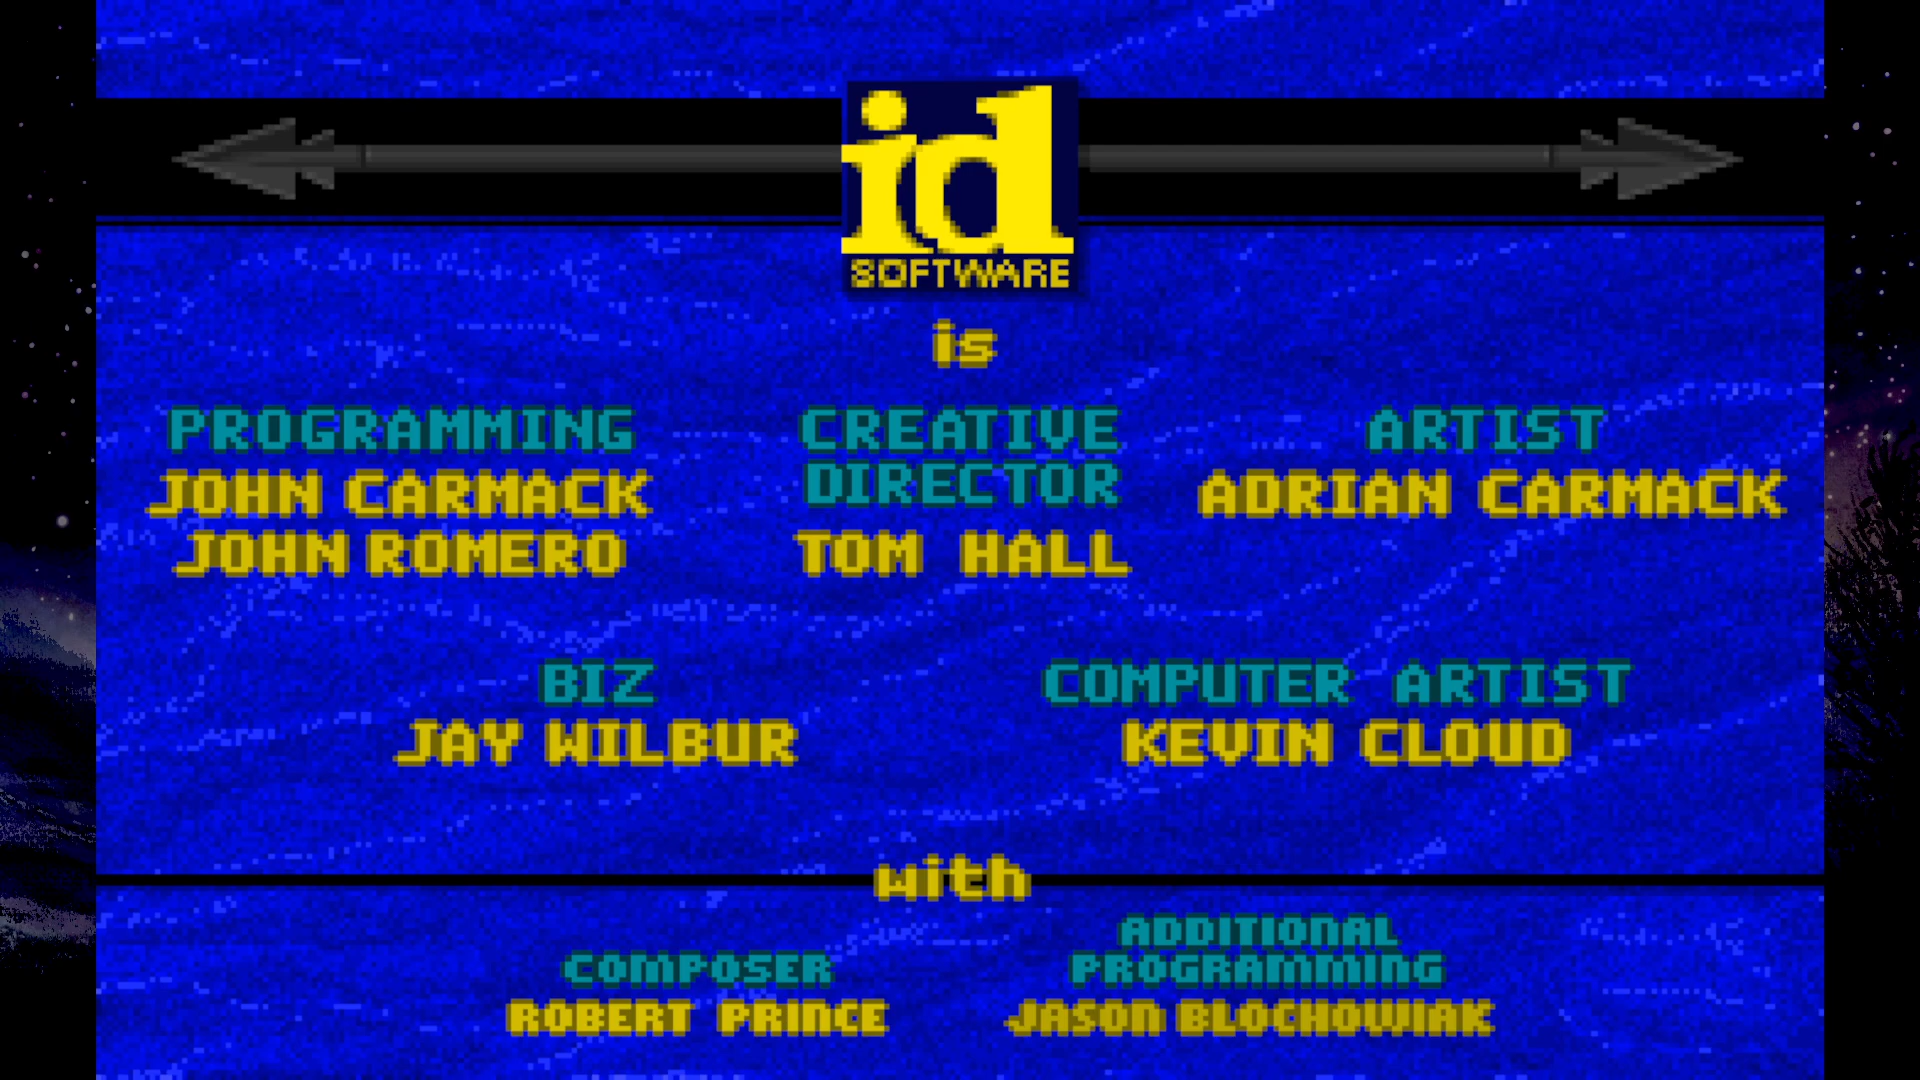 id
SOFTWARE
is
PROGRAMMING
JOHN CARMACK
JOHN ROMERO
CREATIVE
DIRECTOR
TOM HALL
ARTIST
ADRIAN CARMACK
BIZ
JAY WILBUR
COMPUTER ARTIST
KEVIN CLOUD
with
COMPOSER
ROBERT PRINCE
ADDITIONAL
PROGRAMMING
JASON BLOCHOWIAK